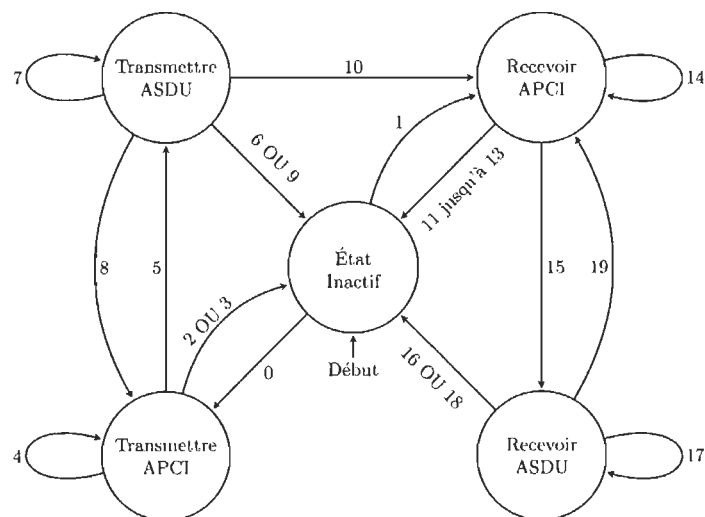 Transmettre
ASDU
Recevoir
APCI
7
10
14
1
6 OU 9
11 jusqu'à 13
État
Inactif
8
5
15
19
2 OU 3
0
Début
16 OU 18
Transmettre
APCI
Recevoir
ASDU
4
17